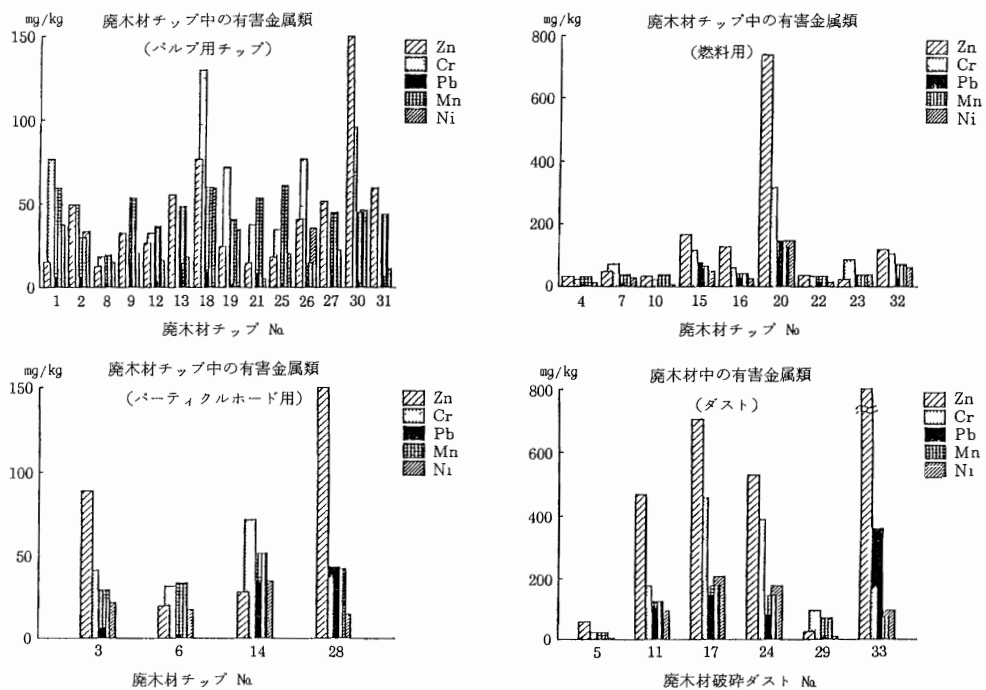 mg/kg
廃木材チップ中の有害金属類
(パルプ用チップ)
150
100
50
0
Zn
Cr
Pb
Mn
Ni
1 2 8 9 12 13 18 19 21 25 26 27 30 31
廃木材チップ No.
mg/kg
廃木材チップ中の有害金属類
(燃料用)
800
600
400
200
0
Zn
Cr
Pb
Mn
Ni
4 7 10 15 16 20 22 23 32
廃木材チップ No
mg/kg
廃木材チップ中の有害金属類
(パーティクルホード用)
150
100
50
0
Zn
Cr
Pb
Mn
Ni
3 6 14 28
廃木材チップ No.
mg/kg
廃木材中の有害金属類
(ダスト)
800
600
400
200
0
Zn
Cr
Pb
Mn
Ni
5 11 17 24 29 33
廃木材破砕ダスト No.